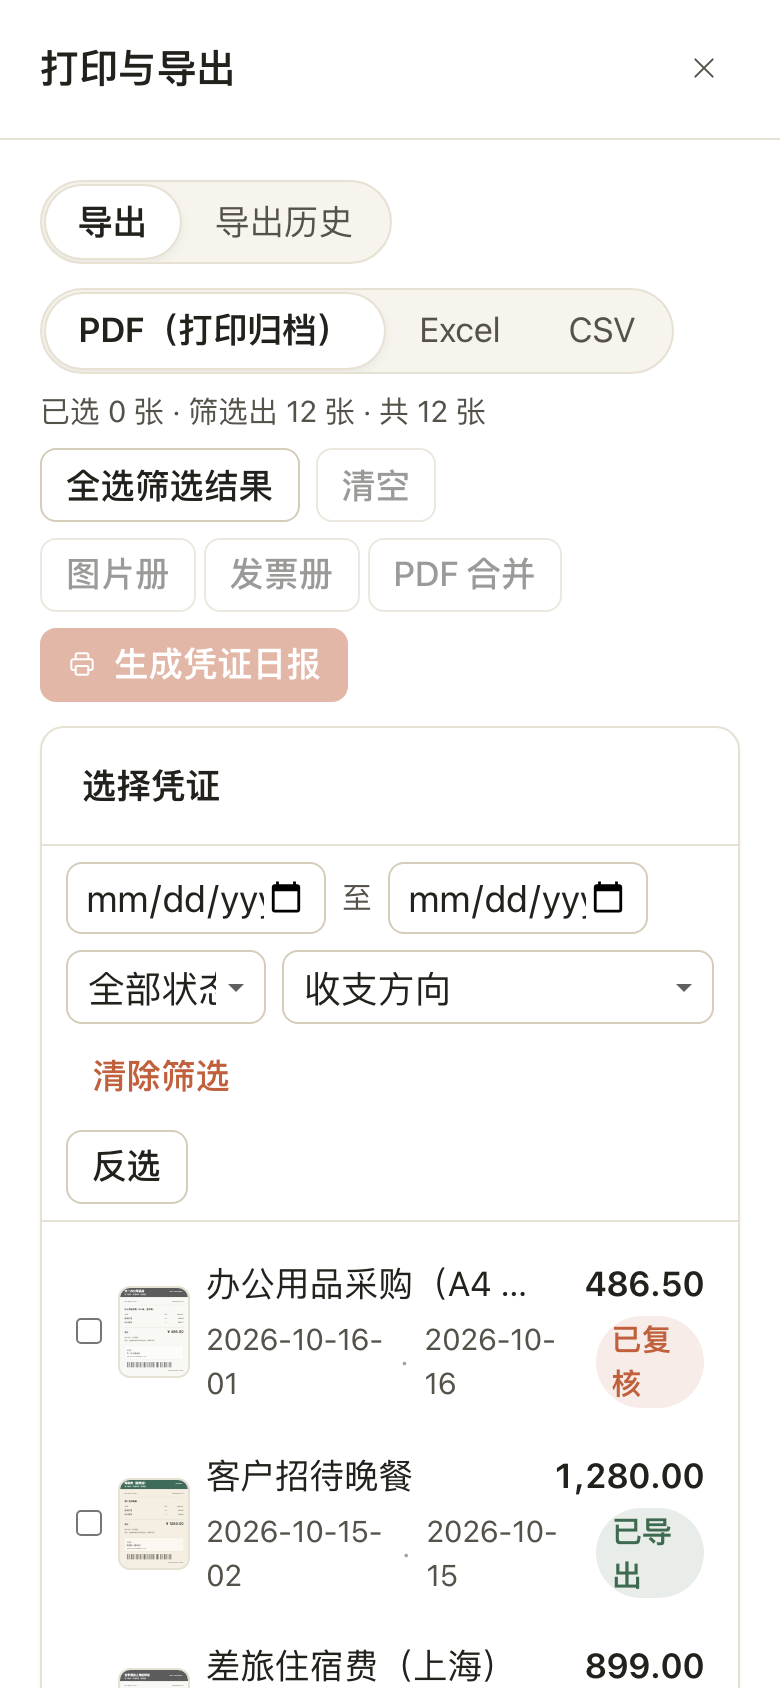 打印与导出
导出 导出历史
PDF（打印归档） Excel CSV
已选 0 张 · 筛选出 12 张 · 共 12 张
全选筛选结果 清空
图片册 发票册 PDF 合并
生成凭证日报
选择凭证
mm/dd/yyy 至 mm/dd/yyy
全部状态 收支方向
清除筛选
反选
办公用品采购（A4 ... 486.50
2026-10-16-01 · 2026-10-16 已复核
客户招待晚餐 1,280.00
2026-10-15-02 · 2026-10-15 已导出
差旅住宿费（上海） 899.00